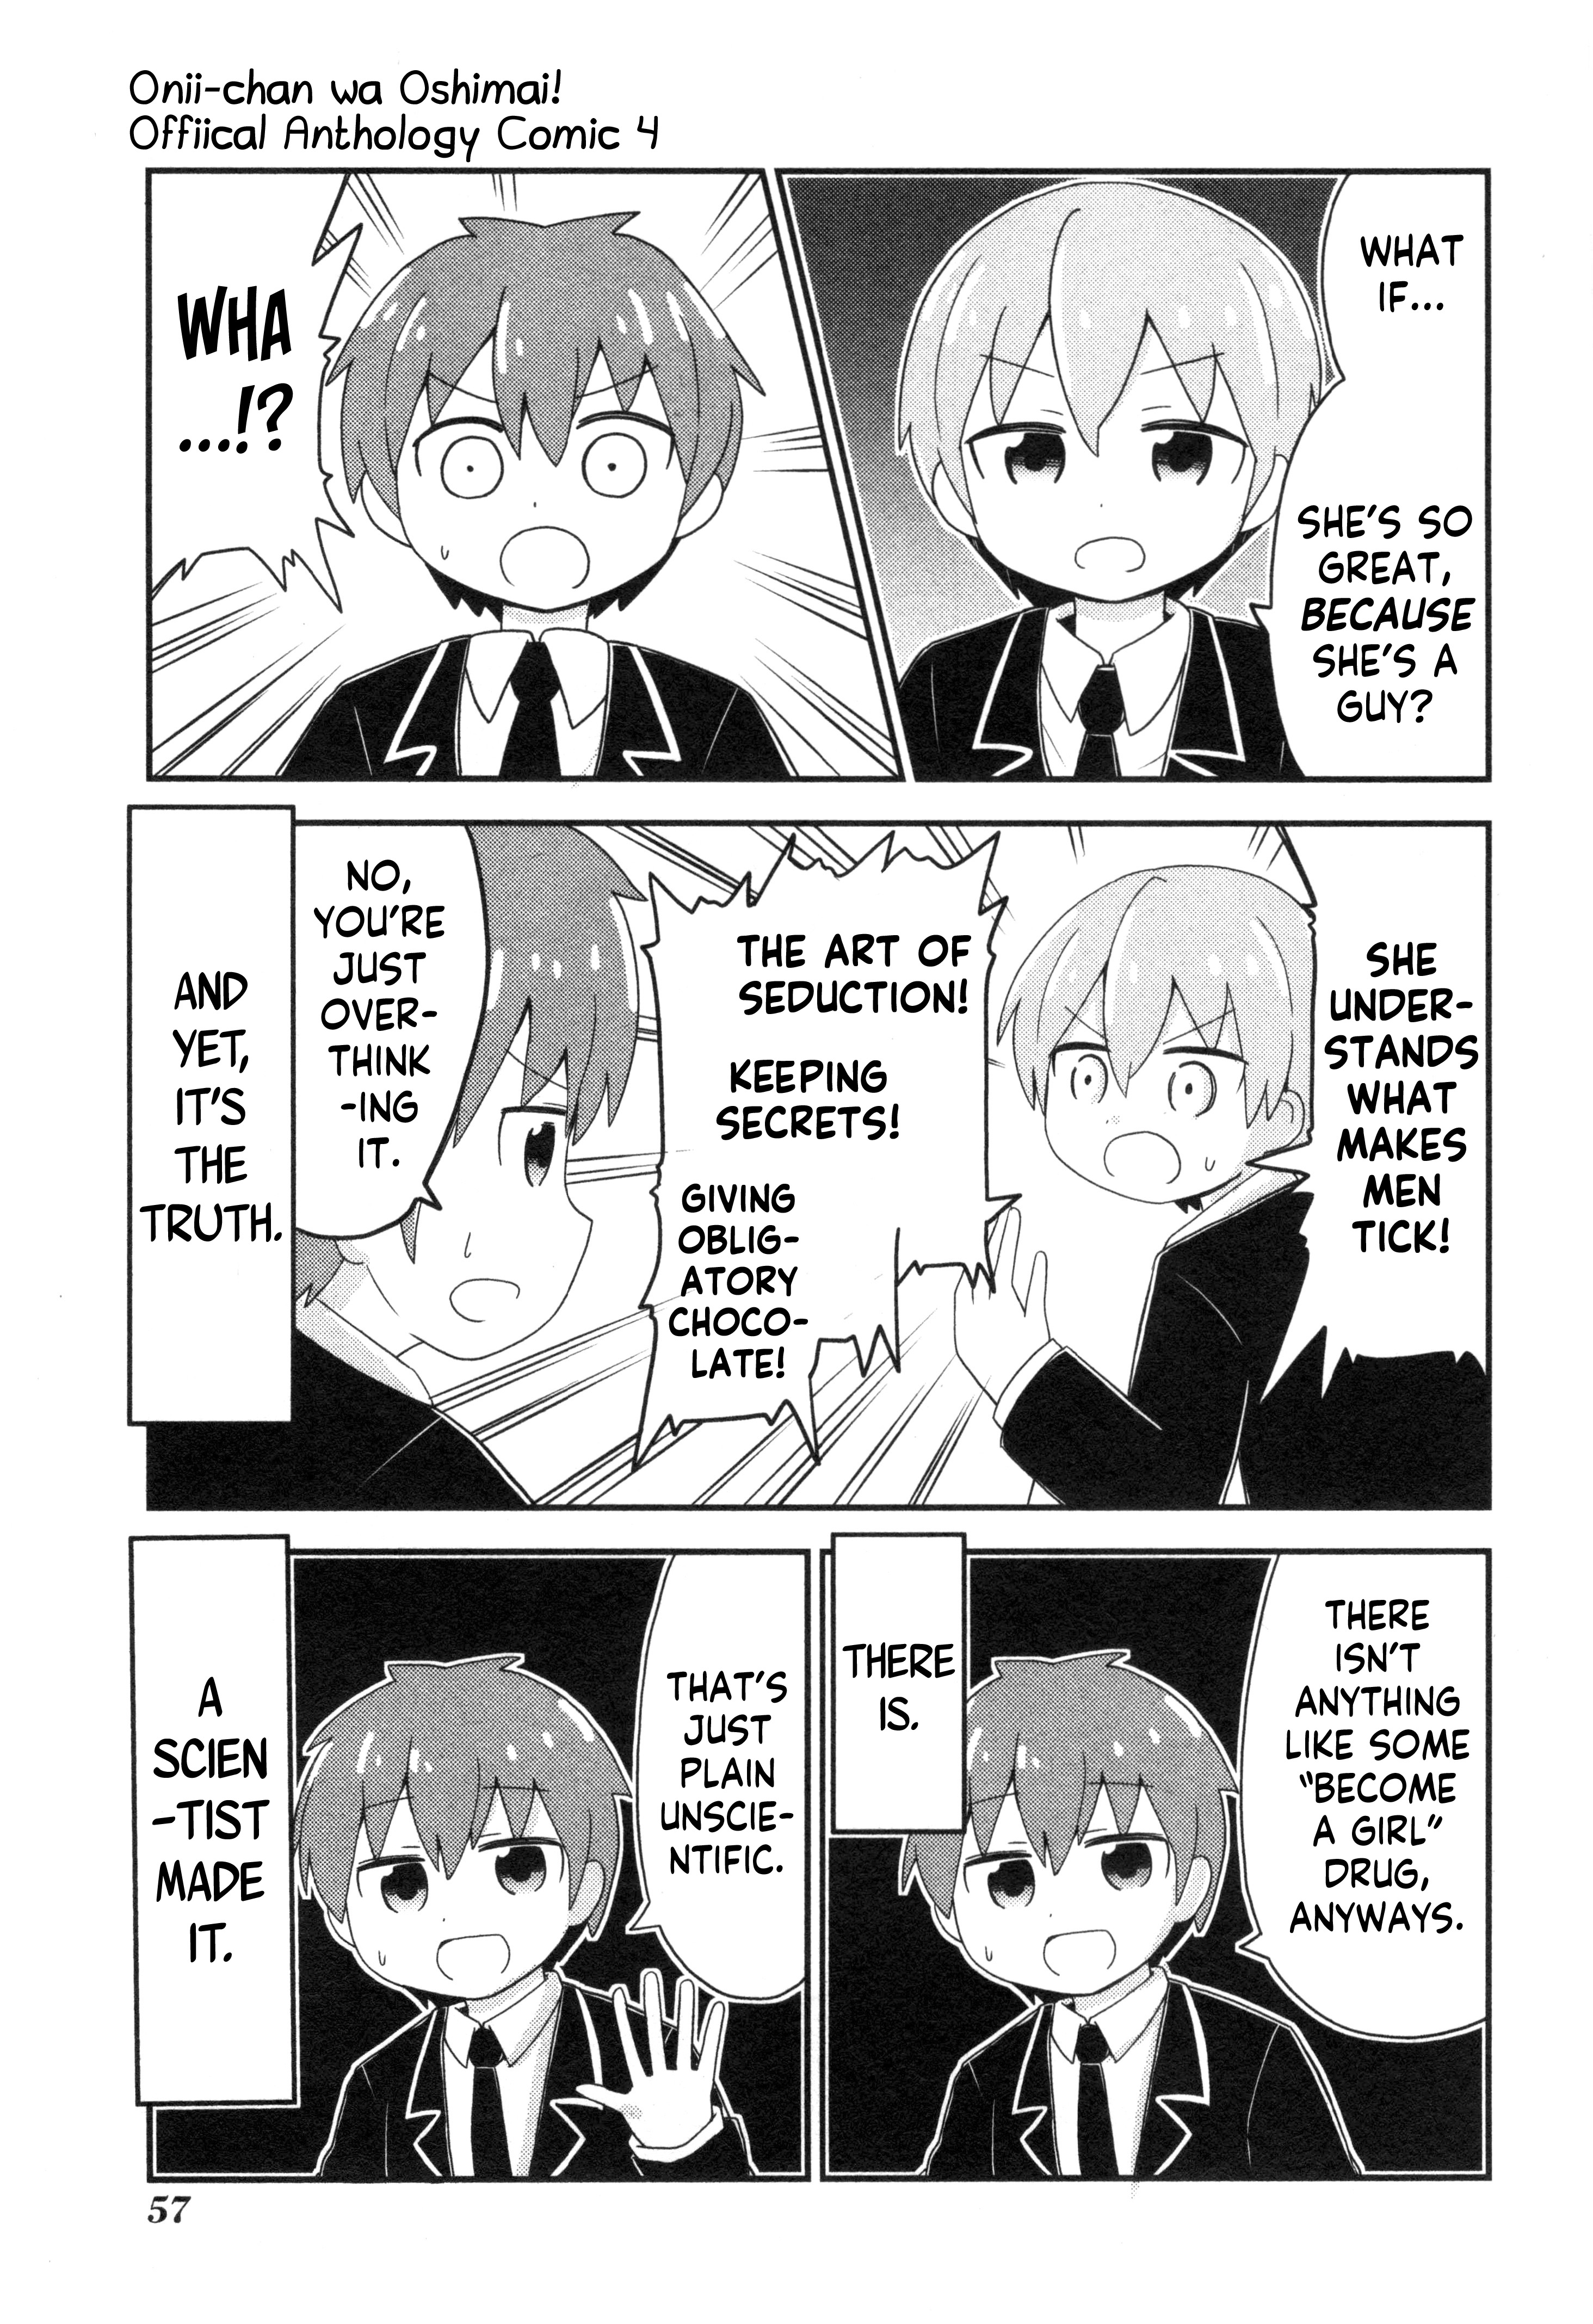 Onii-chan wa Oshimai!
Offiical Anthology Comic 4
WHAT
IF...
SHE'S SO
GREAT,
BECAUSE
SHE'S A
GUY?
WHA
...!?
SHE
UNDER-
STANDS
WHAT
MAKES
MEN
TICK!
THE ART OF
SEDUCTION!
KEEPING
SECRETS!
GIVING
OBLIG-
ATORY
CHOCO-
LATE!
NO,
YOU'RE
JUST
OVER-
THINK
-ING
IT.
AND
YET,
IT'S
THE
TRUTH.
THERE
ISN'T
ANYTHING
LIKE SOME
"BECOME
A GIRL"
DRUG,
ANYWAYS.
THERE
IS.
THAT'S
JUST
PLAIN
UNSCIE-
NTIFIC.
A
SCIEN
-TIST
MADE
IT.
57